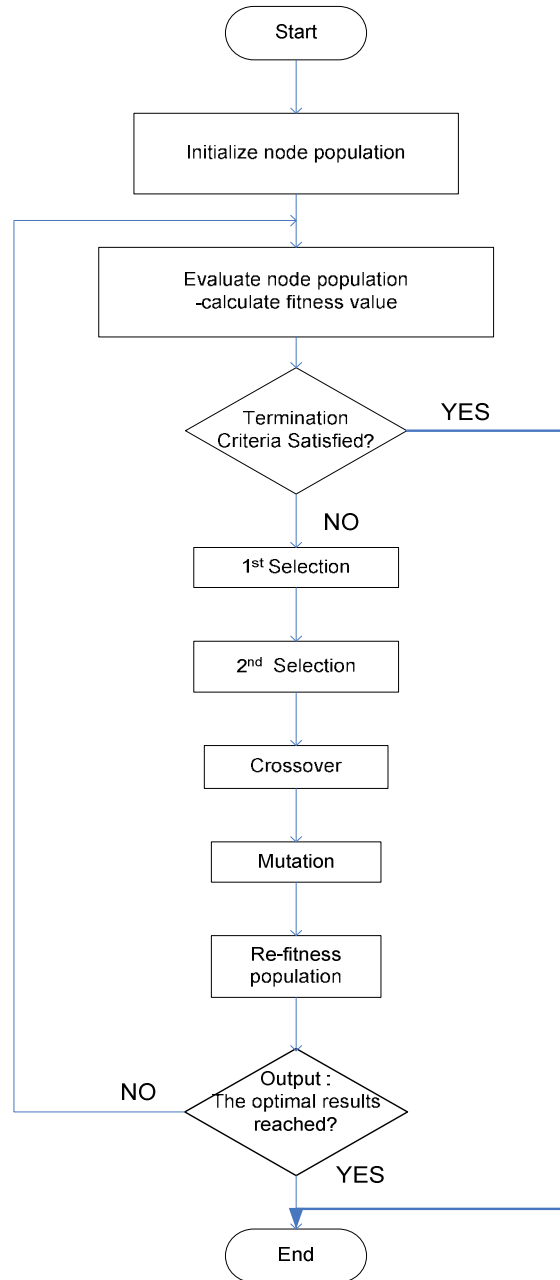 Start
Initialize node population
Evaluate node population
-calculate fitness value
Termination
Criteria Satisfied?
YES
NO
1st Selection
2nd Selection
Crossover
Mutation
Re-fitness
population
Output :
The optimal results
reached?
NO
YES
End